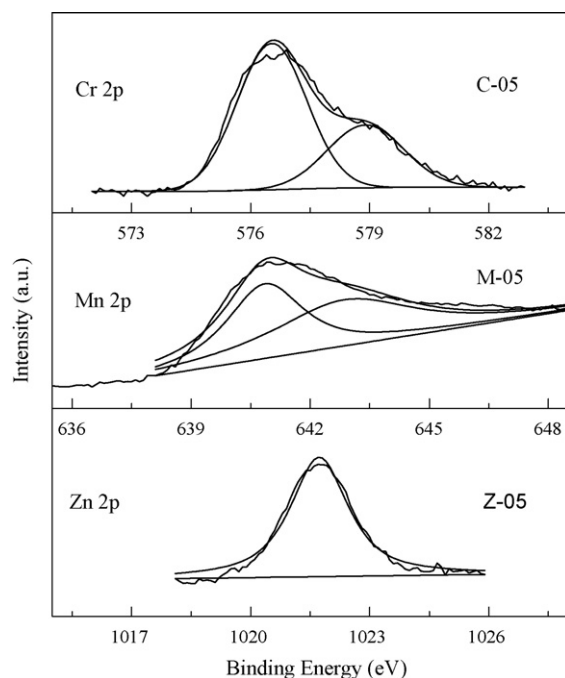 Cr 2p C-05
573 576 579 582
Mn 2p M-05
636 639 642 645 648
Zn 2p Z-05
1017 1020 1023 1026
Binding Energy (eV)
Intensity (a.u.)